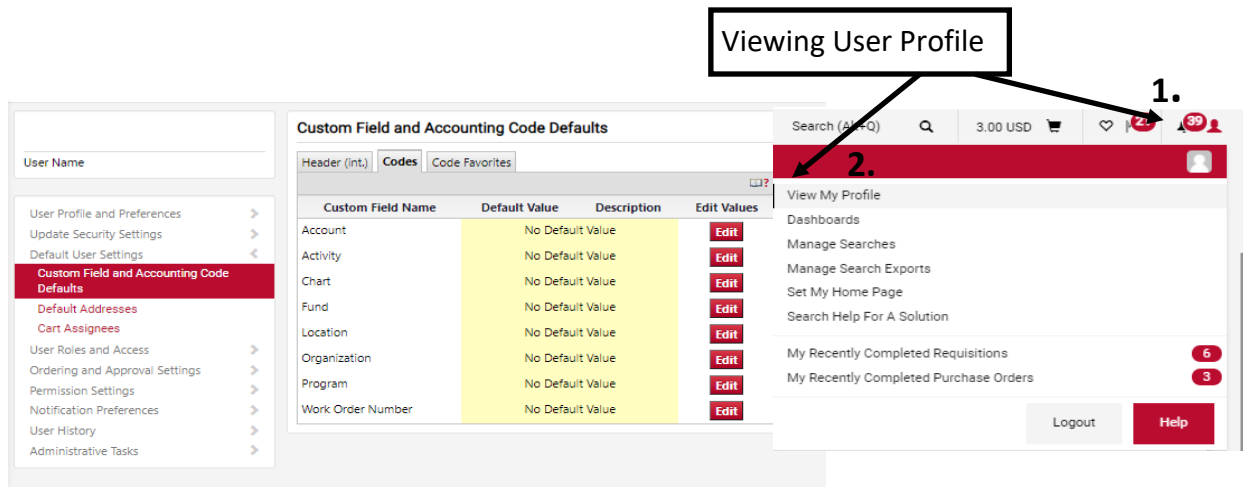 Viewing User Profile
1.
Search (Alt+Q)
3.00 USD
39
2.
View My Profile
Dashboards
Manage Searches
Manage Search Exports
Set My Home Page
Search Help For A Solution
My Recently Completed Requisitions 6
My Recently Completed Purchase Orders 3
Logout Help
User Name
User Profile and Preferences
Update Security Settings
Default User Settings
Custom Field and Accounting Code
Defaults
Default Addresses
Cart Assignees
User Roles and Access
Ordering and Approval Settings
Permission Settings
Notification Preferences
User History
Administrative Tasks
Custom Field and Accounting Code Defaults
Header (int.) Codes Code Favorites
?
Custom Field Name Default Value Description Edit Values
Account No Default Value Edit
Activity No Default Value Edit
Chart No Default Value Edit
Fund No Default Value Edit
Location No Default Value Edit
Organization No Default Value Edit
Program No Default Value Edit
Work Order Number No Default Value Edit